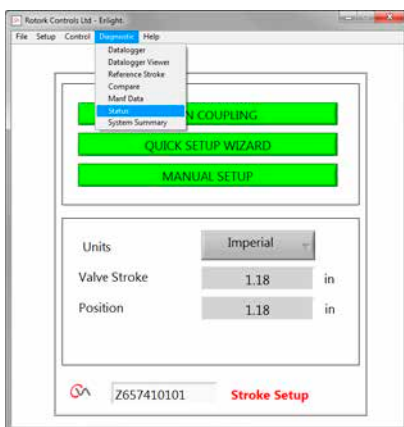 Rotork Controls Ltd - Enlight.
File Setup Control Diagnostic Help
Datalogger
Datalogger Viewer
Reference Stroke
Compare
Manf Data
Status
System Summary
N COUPLING
QUICK SETUP WIZARD
MANUAL SETUP
Units Imperial
Valve Stroke 1.18 in
Position 1.18 in
Z657410101 Stroke Setup